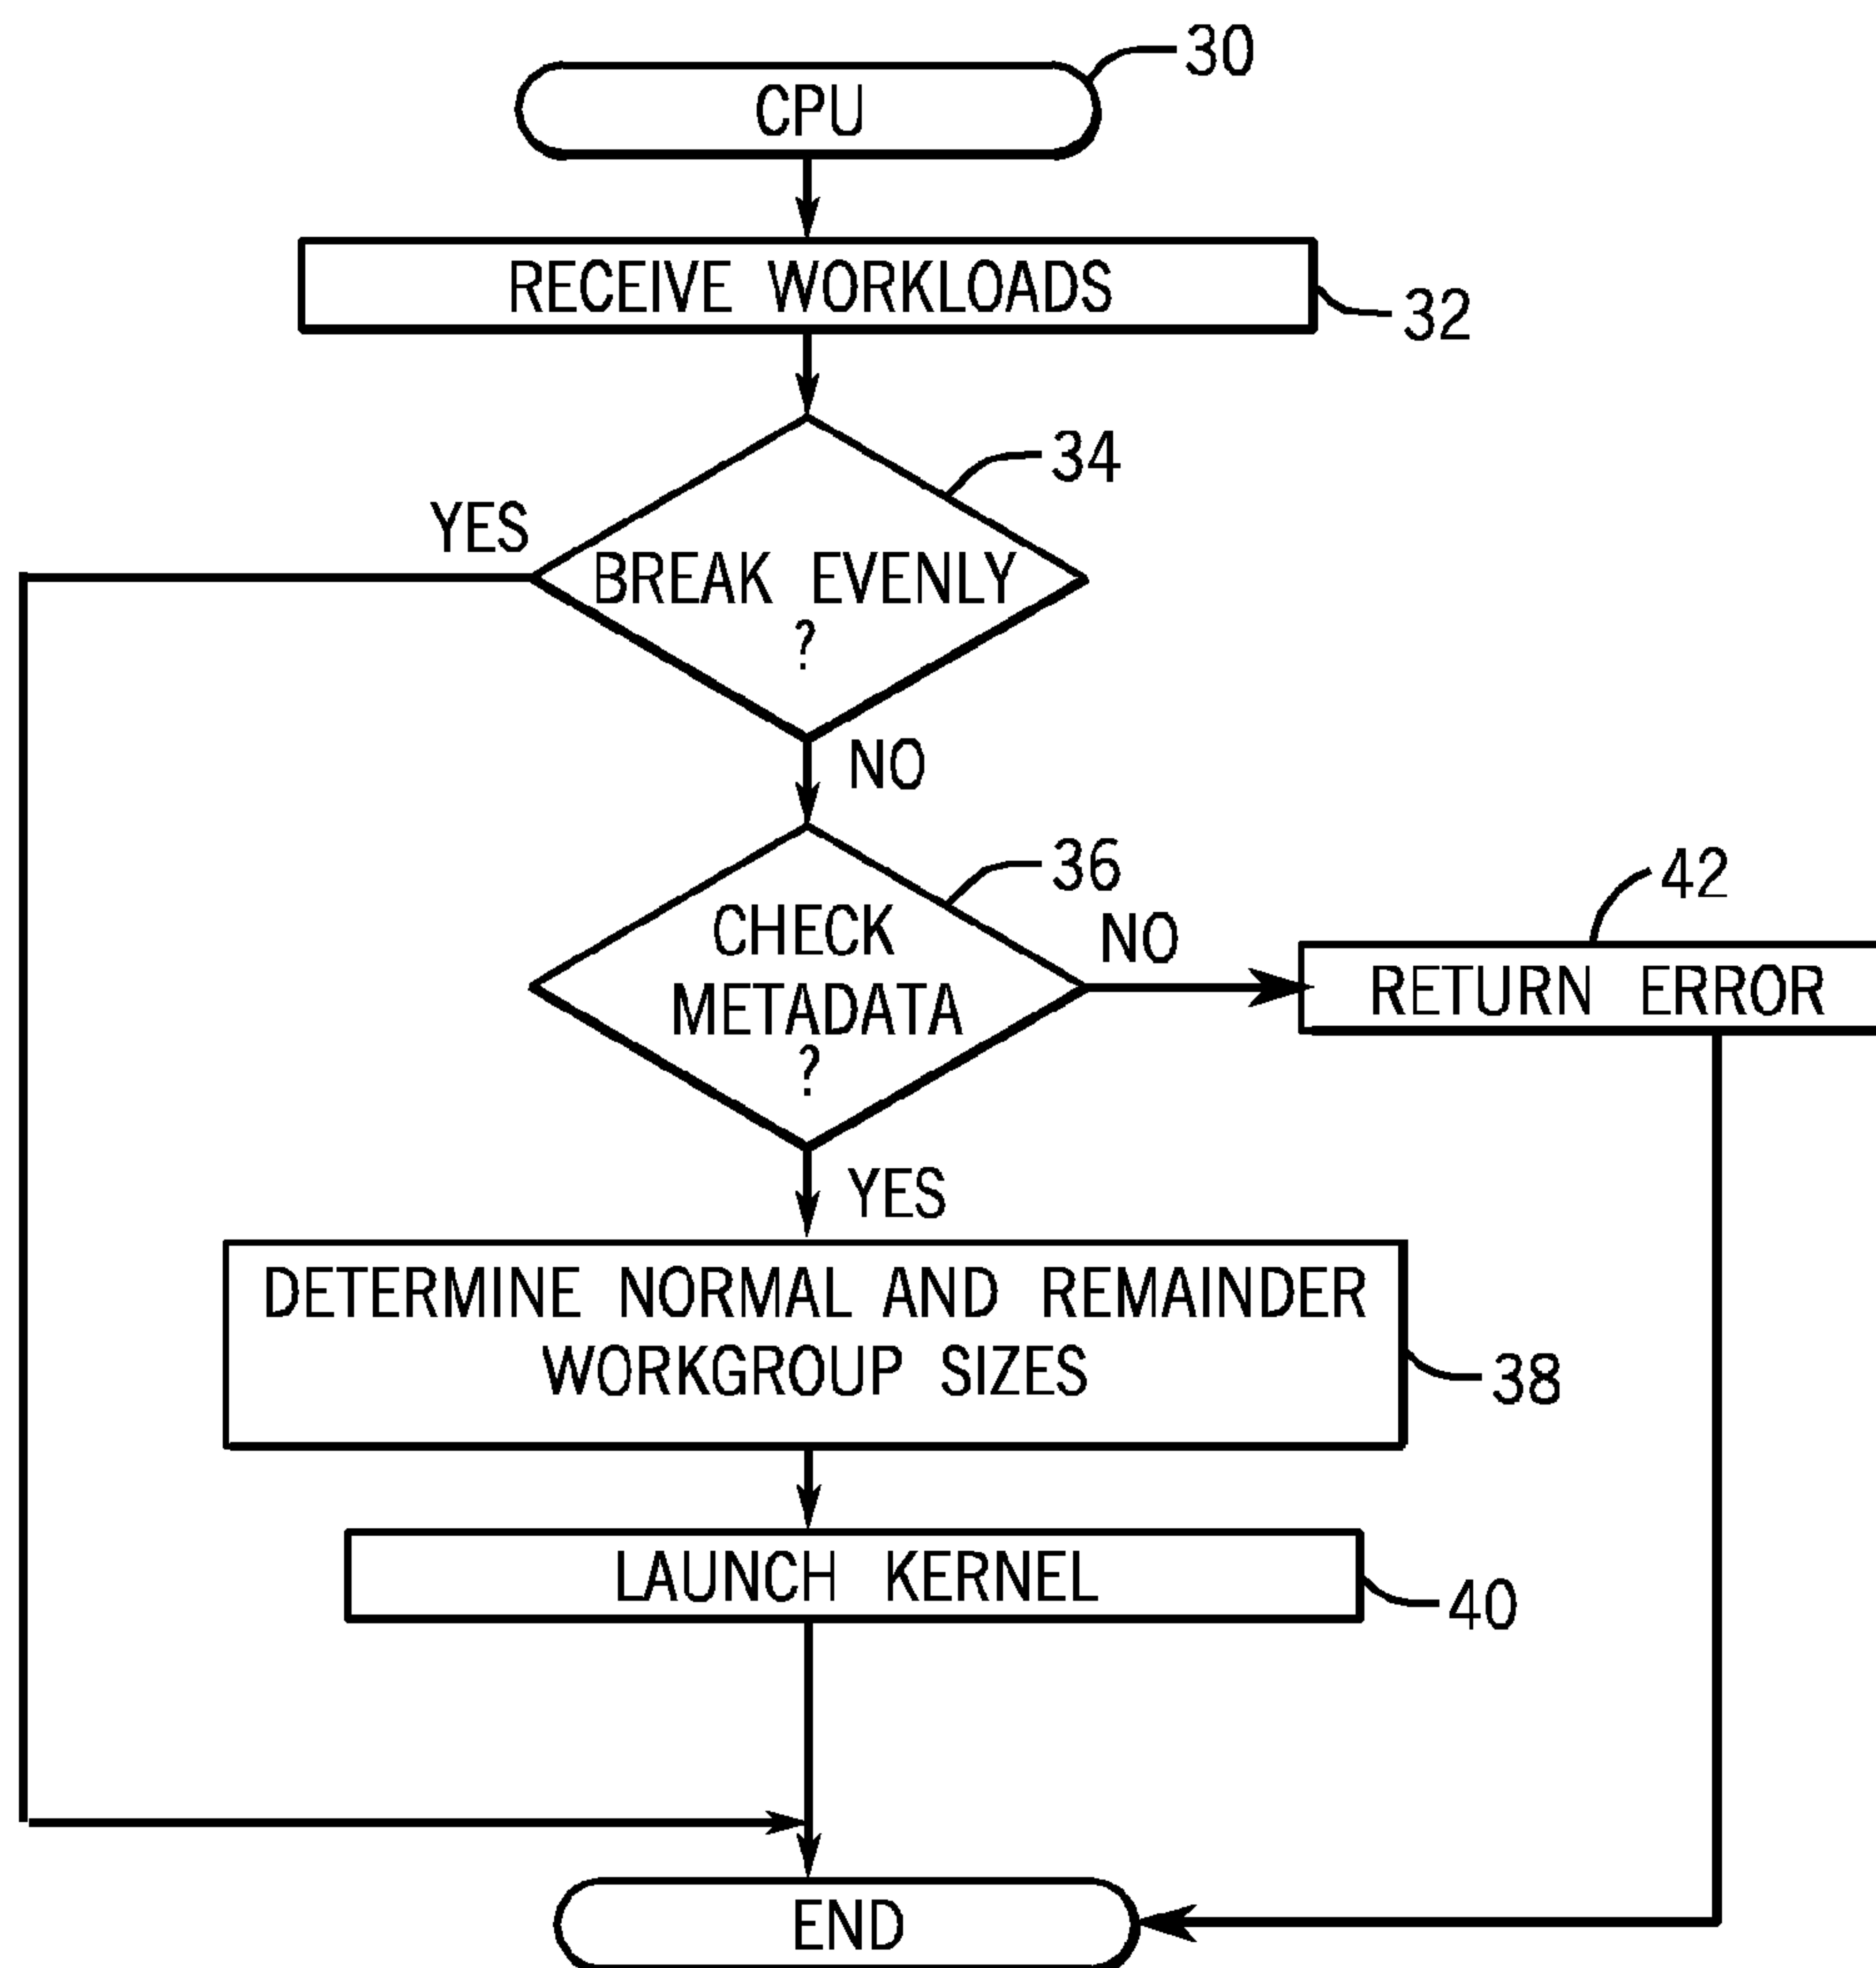 30
CPU
RECEIVE WORKLOADS
32
34
YES
BREAK EVENLY
?
NO
36
42
CHECK
NO
METADATA
RETURN ERROR
?
YES
DETERMINE NORMAL AND REMAINDER
WORKGROUP SIZES
38
LAUNCH KERNEL
40
END